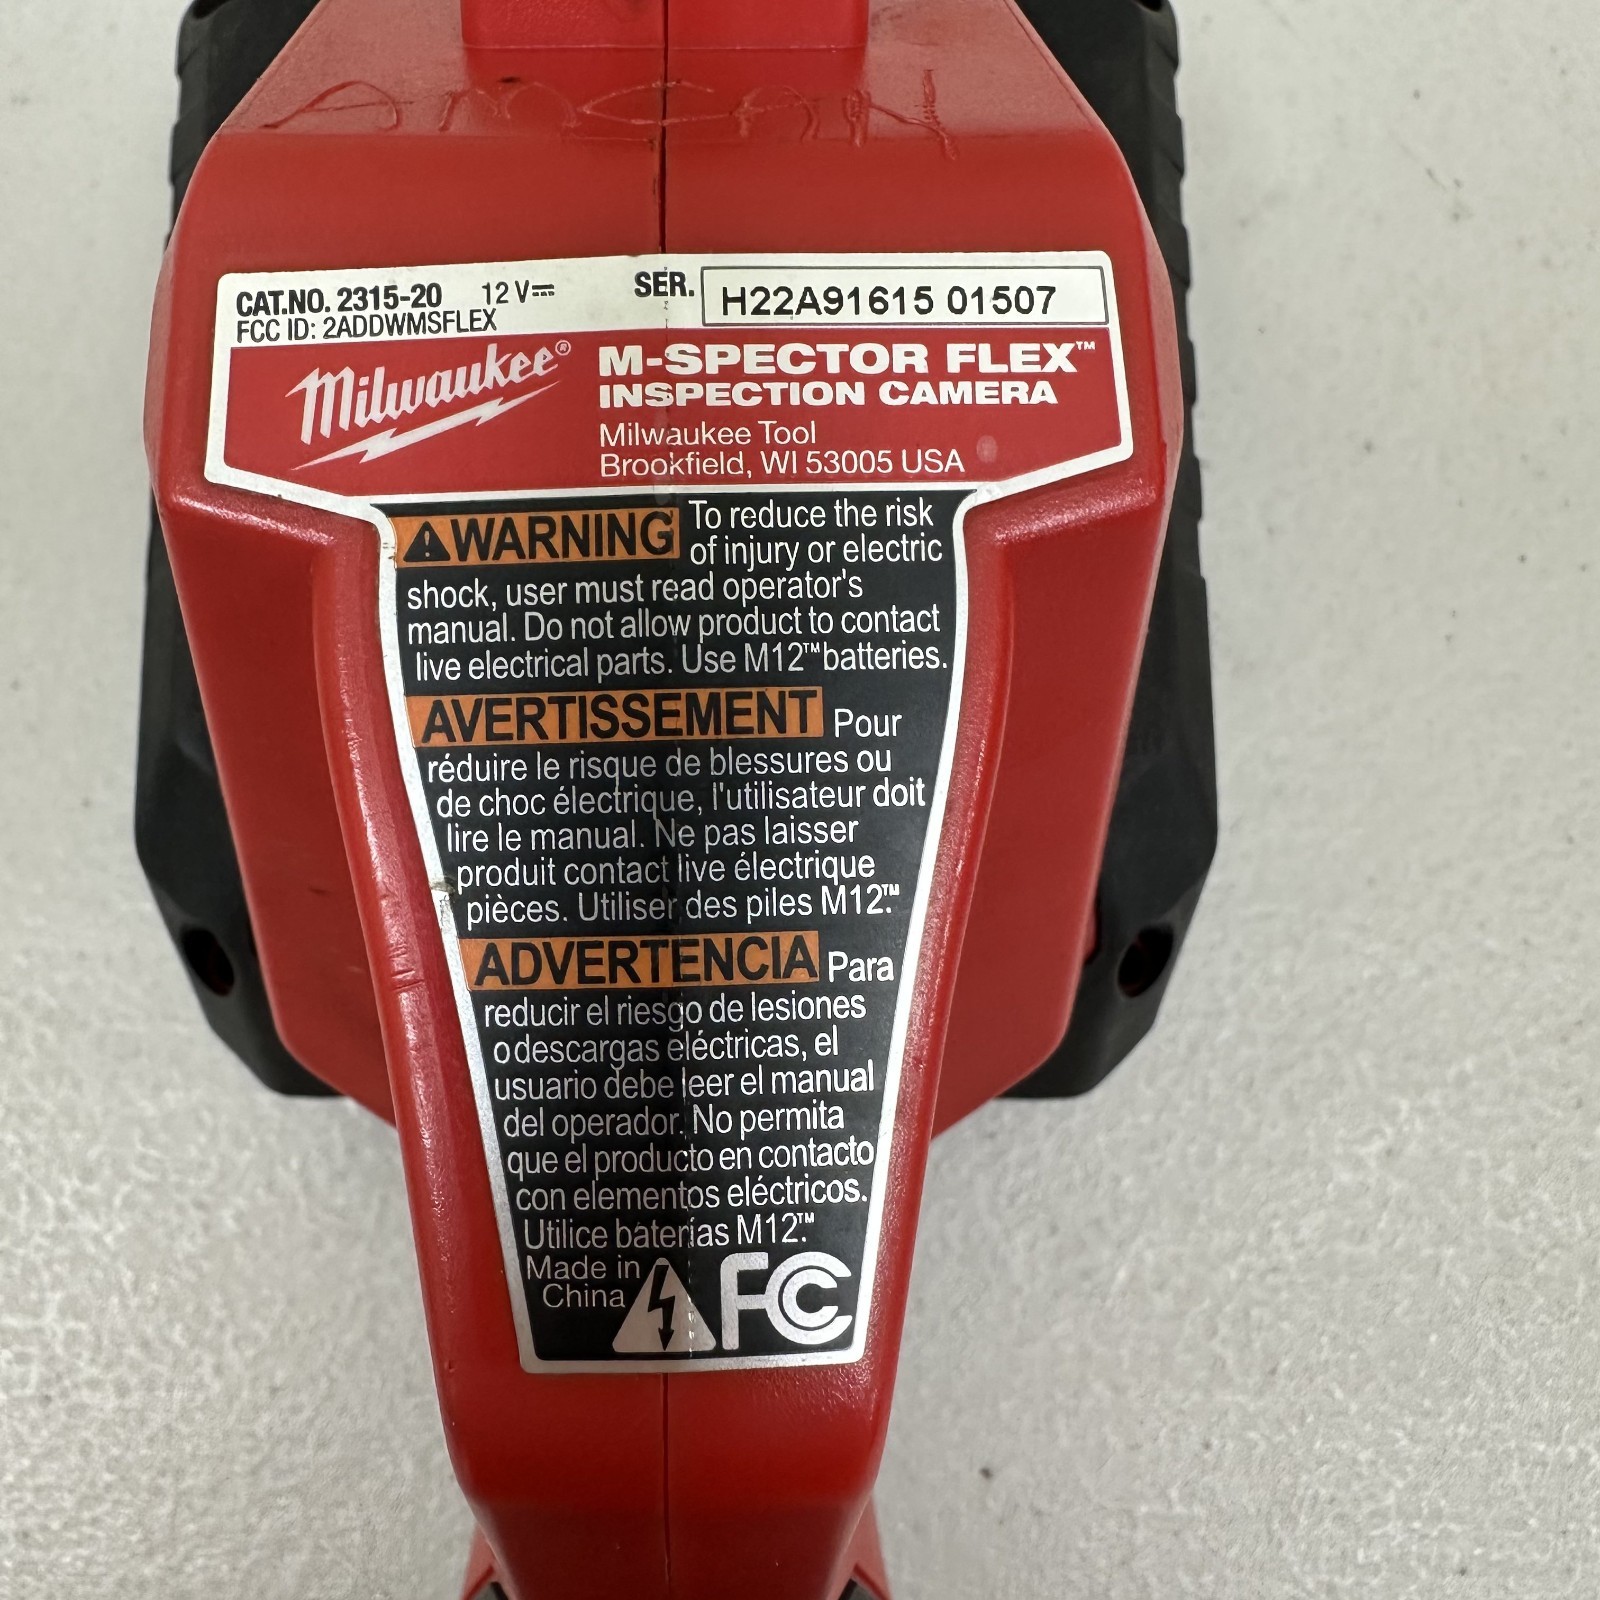 CAT.NO. 2315-20 12 V⎓ SER. H22A91615 01507
FCC ID: 2ADDWMSFLEX
Milwaukee® M-SPECTOR FLEX™
INSPECTION CAMERA
Milwaukee Tool
Brookfield, WI 53005 USA
WARNING To reduce the risk
of injury or electric
shock, user must read operator's
manual. Do not allow product to contact
live electrical parts. Use M12™ batteries.
AVERTISSEMENT Pour
réduire le risque de blessures ou
de choc électrique, l'utilisateur doit
lire le manual. Ne pas laisser
produit contact live électrique
pièces. Utiliser des piles M12™.
ADVERTENCIA Para
reducir el riesgo de lesiones
o descargas eléctricas, el
usuario debe leer el manual
del operador. No permita
que el producto en contacto
con elementos eléctricos.
Utilice báterías M12™.
Made in
China
FC